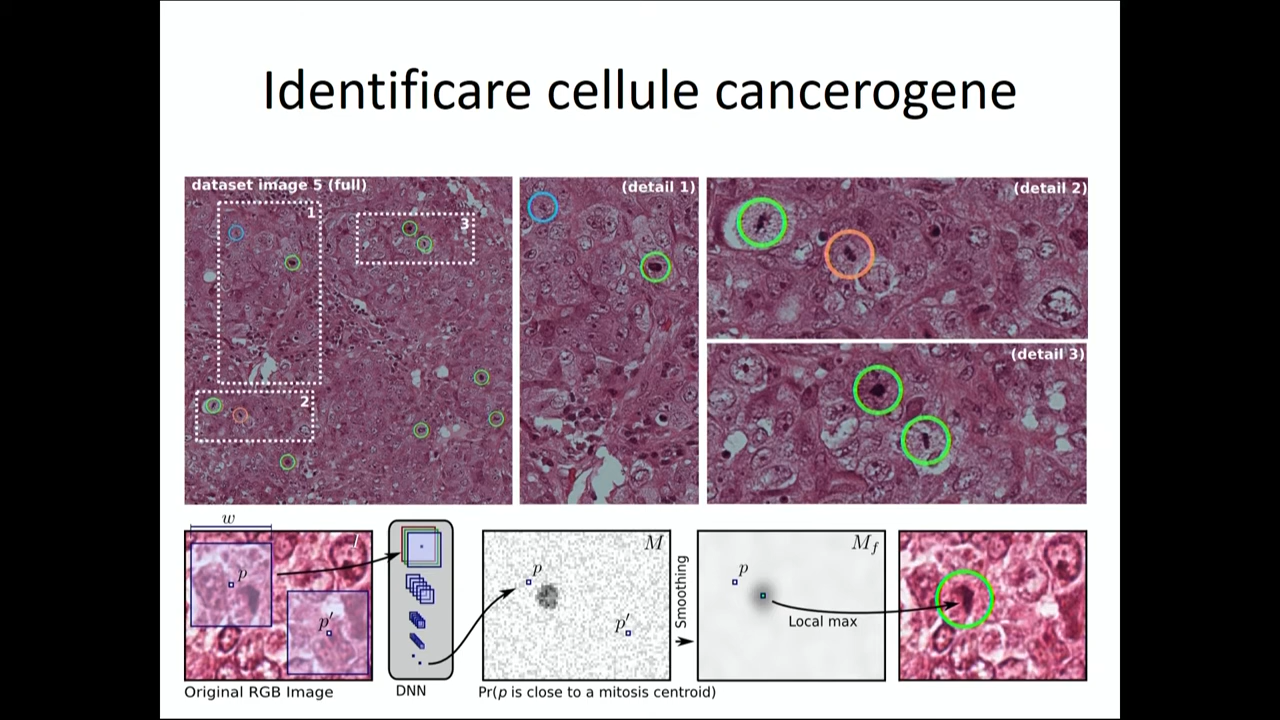 Identificare cellule cancerogene
dataset image 5 (full)
1
3
2
(detail 1)
(detail 2)
(detail 3)
w
I
p
p′
Original RGB Image
DNN
M
p
p′
Pr(p is close to a mitosis centroid)
Smoothing
M_f
p
Local max